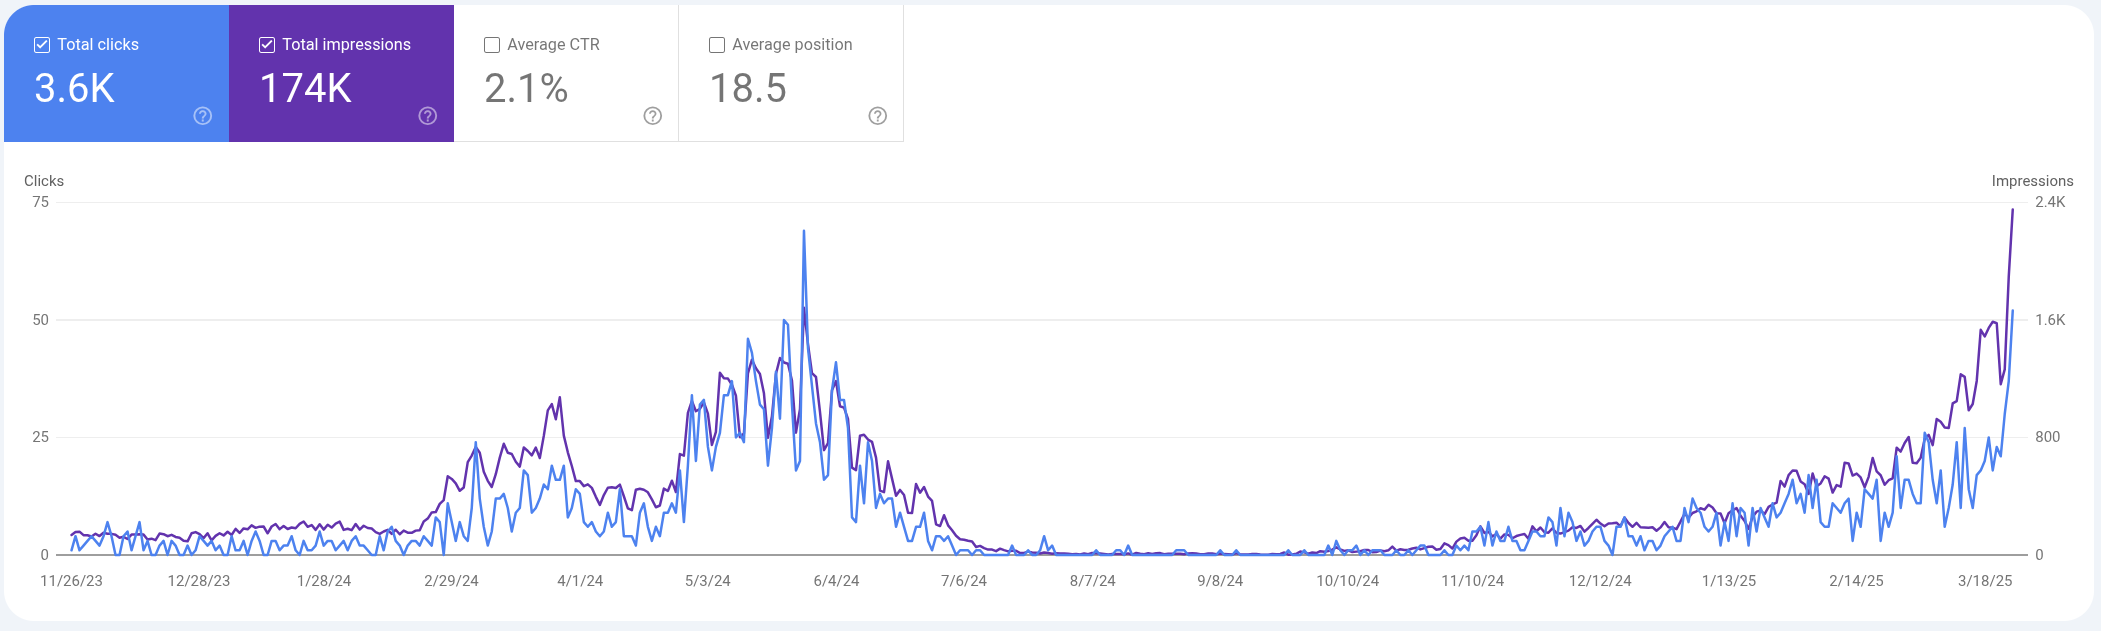 Total clicks
3.6K
Total impressions
174K
Average CTR
2.1%
Average position
18.5
Clicks
Impressions
75
2.4K
50
1.6K
25
800
0
0
11/26/23 12/28/23 1/28/24 2/29/24 4/1/24 5/3/24 6/4/24 7/6/24 8/7/24 9/8/24 10/10/24 11/10/24 12/12/24 1/13/25 2/14/25 3/18/25